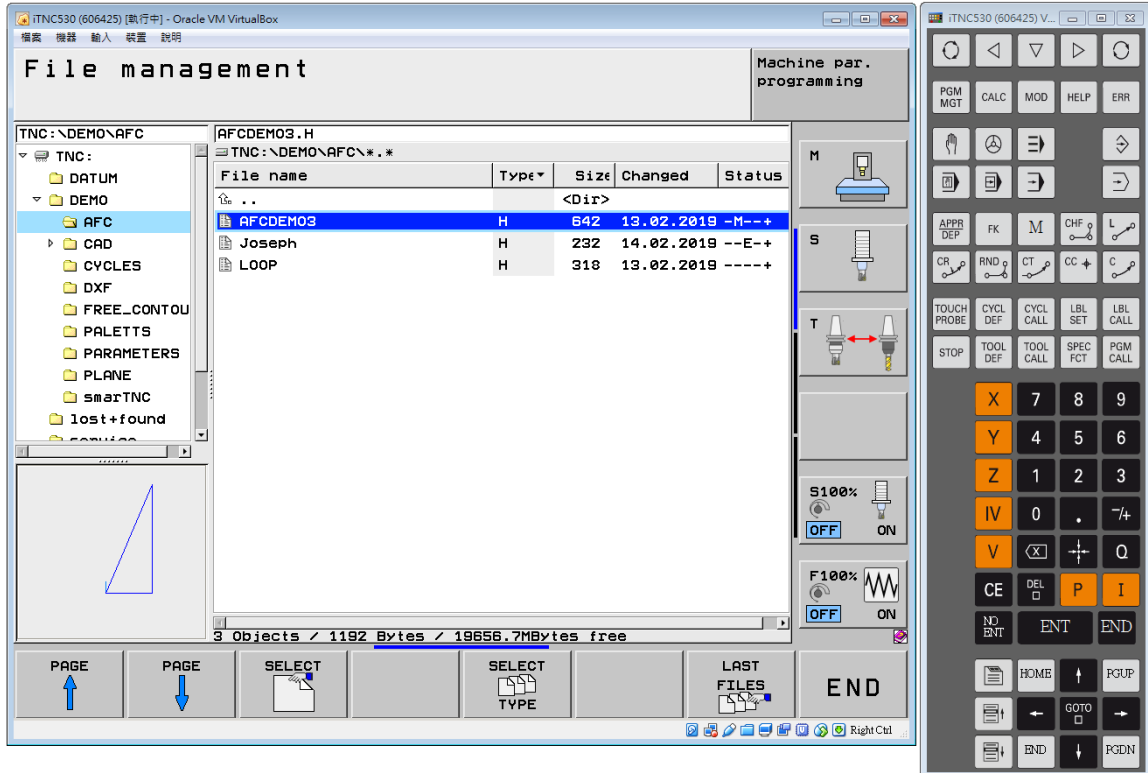 iTNC530 (606425) [執行中] - Oracle VM VirtualBox
檔案 機器 輸入 裝置 說明
File management
Machine par.
programming
TNC:\DEMO\AFC
AFCDEMO3.H
TNC:
DATUM
DEMO
AFC
CAD
CYCLES
DXF
FREE_CONTOU
PALETTS
PARAMETERS
PLANE
smarTNC
lost+found
TNC:\DEMO\AFC\*.*
File name Type Size Changed Status
.. <Dir>
AFCDEMO3 H 642 13.02.2019 -M--+
Joseph H 232 14.02.2019 --E-+
LOOP H 318 13.02.2019 ----+
3 Objects / 1192 Bytes / 19656.7MBytes free
M
S
T
S100%
OFF ON
F100%
OFF ON
PAGE
PAGE
SELECT
SELECT
TYPE
LAST
FILES
END
Right Ctrl
iTNC530 (606425) V...
PGM MGT CALC MOD HELP ERR
APPR DEP FK M CHF L
CR RND CT CC C
TOUCH PROBE CYCL DEF CYCL CALL LBL SET LBL CALL
STOP TOOL DEF TOOL CALL SPEC FCT PGM CALL
X 7 8 9
Y 4 5 6
Z 1 2 3
IV 0 . -/+
V X Q
CE DEL P I
NO ENT ENT END
HOME PGUP
GOTO
END PGDN